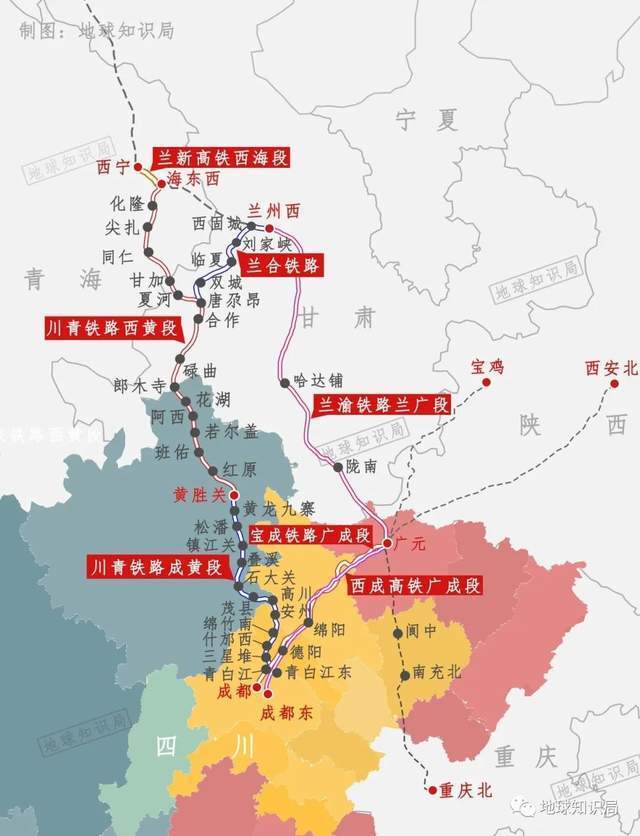 制图：地球知识局
宁夏
西宁
兰新高铁西海段
地球知识局
海东西
化隆
兰州西
西固城
尖扎
刘家峡
同仁
临夏
兰合铁路
青海
甘加
双城
地球知识局
夏河
唐尕昂
甘肃
合作
川青铁路西黄段
碌曲
宝鸡
西安北
郎木寺
哈达铺
花湖
兰渝铁路兰广段
阿西
陕西
铁路西黄段
若尔盖
地球知识局
班佑
红原
陇南
黄胜关
黄龙九寨
松潘
宝成铁路广成段
镇江关
广元
叠溪
川青铁路成黄段
石大关
西成高铁广成段
高川
茂县
安州
绵竹南
绵阳
什邡西
阆中
三星堆
德阳
青白江
青白江东
南充北
成都
成都东
地球知识局
四川
重庆
地球知识局
重庆北
地球知识局